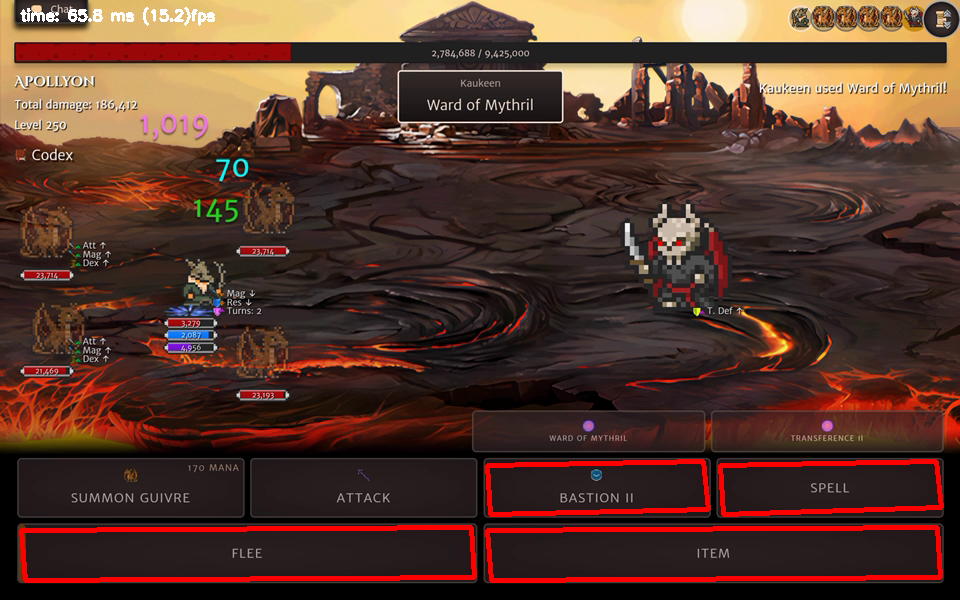 Chat
time: 65.8 ms (15.2)fps
2,784,688 / 9,425,000
APOLLYON
Total damage: 186,412
Level 250
Codex
Kaukeen
Ward of Mythril
Kaukeen used Ward of Mythril!
1,019
70
145
23,714
Att ↑
Mag ↑
Dex ↑
23,714
Mag ↓
Res ↓
Turns: 2
3,279
2,087
4,956
T. Def ↑
Att ↑
Mag ↑
Dex ↑
21,469
23,193
WARD OF MYTHRIL
TRANSFERENCE II
170 MANA
SUMMON GUIVRE
ATTACK
BASTION II
SPELL
FLEE
ITEM